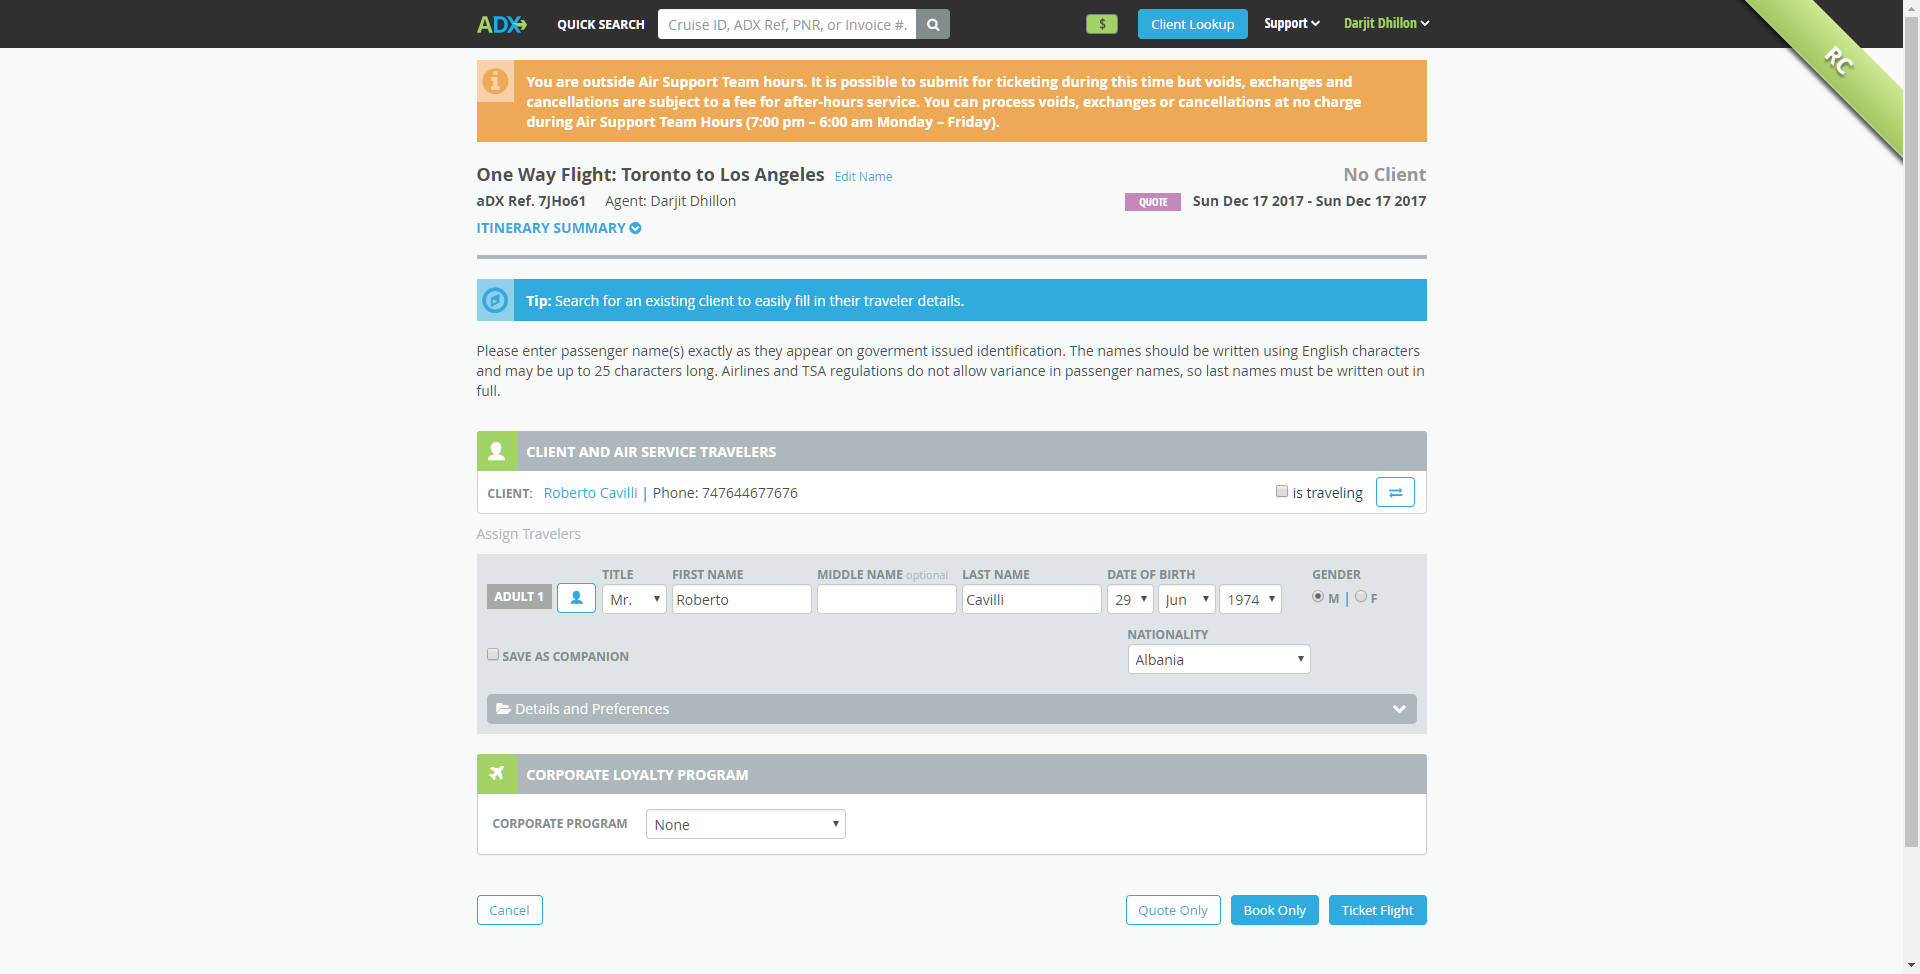 ADX QUICK SEARCH Cruise ID, ADX Ref, PNR, or Invoice #. $ Client Lookup Support Darjit Dhillon
RC
You are outside Air Support Team hours. It is possible to submit for ticketing during this time but voids, exchanges and
cancellations are subject to a fee for after-hours service. You can process voids, exchanges or cancellations at no charge
during Air Support Team Hours (7:00 pm – 6:00 am Monday – Friday).
One Way Flight: Toronto to Los Angeles Edit Name No Client
aDX Ref. 7JHo61 Agent: Darjit Dhillon QUOTE Sun Dec 17 2017 - Sun Dec 17 2017
ITINERARY SUMMARY
Tip: Search for an existing client to easily fill in their traveler details.
Please enter passenger name(s) exactly as they appear on goverment issued identification. The names should be written using English characters
and may be up to 25 characters long. Airlines and TSA regulations do not allow variance in passenger names, so last names must be written out in
full.
CLIENT AND AIR SERVICE TRAVELERS
CLIENT: Roberto Cavilli | Phone: 747644677676 is traveling
Assign Travelers
TITLE FIRST NAME MIDDLE NAME optional LAST NAME DATE OF BIRTH GENDER
ADULT 1 Mr. Roberto Cavilli 29 Jun 1974 M | F
NATIONALITY
SAVE AS COMPANION
Albania
Details and Preferences
CORPORATE LOYALTY PROGRAM
CORPORATE PROGRAM None
Cancel Quote Only Book Only Ticket Flight